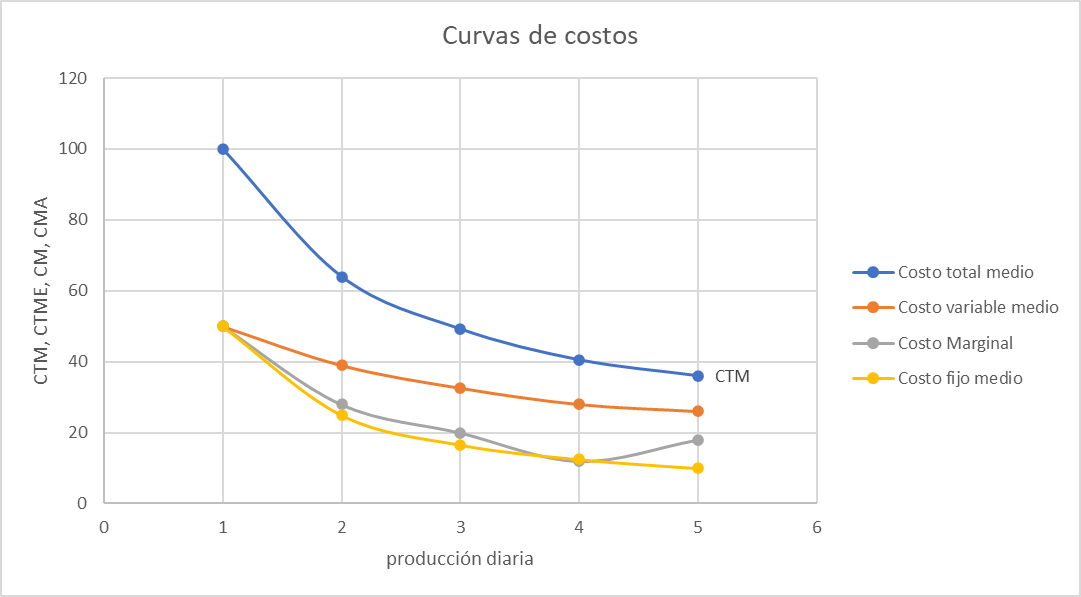 Curvas de costos
120
100
80
60
40
20
0
0 1 2 3 4 5 6
CTM, CTME, CM, CMA
producción diaria
CTM
Costo total medio
Costo variable medio
Costo Marginal
Costo fijo medio